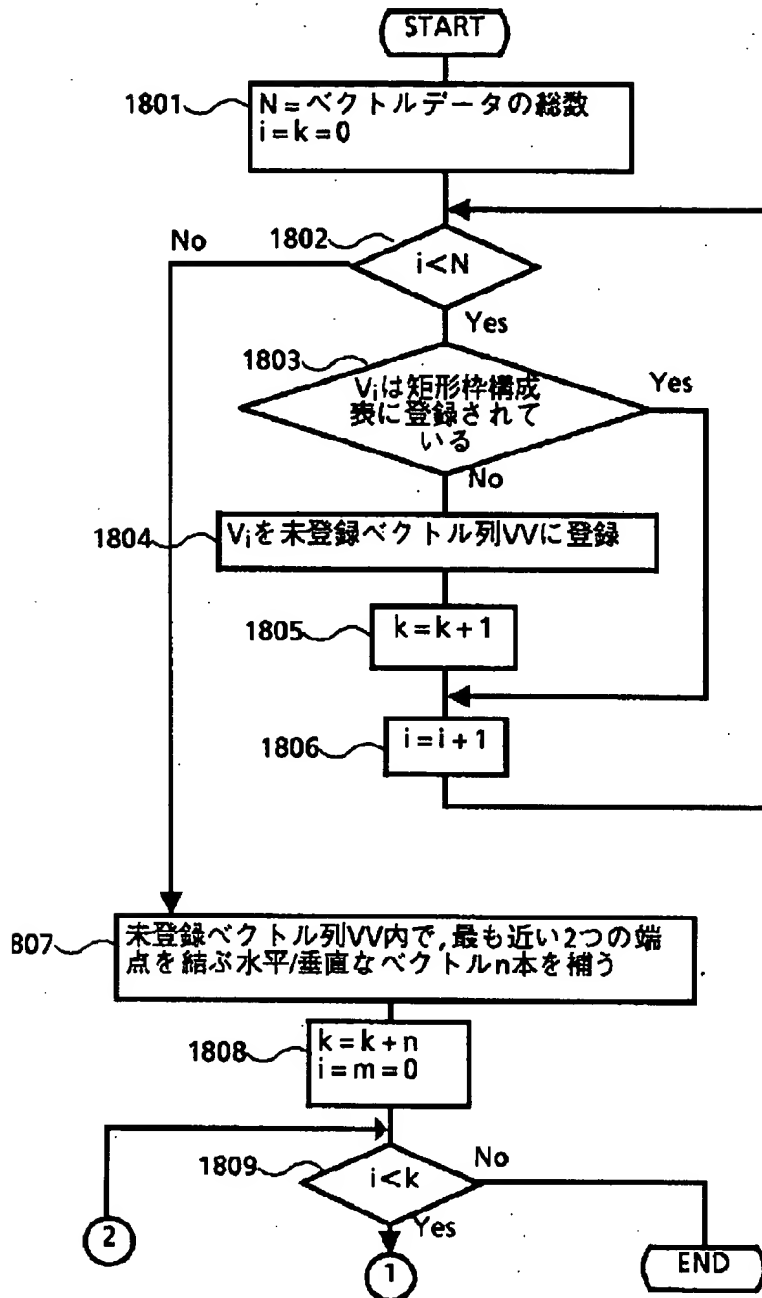 START
1801
N=ベクトルデータの総数
i=k=0
1802
No
i<N
Yes
1803
Viは矩形枠構成
表に登録されて
いる
Yes
No
1804
Viを未登録ベクトル列VVに登録
1805
k=k+1
1806
i=i+1
807
未登録ベクトル列VV内で,最も近い2つの端
点を結ぶ水平/垂直なベクトルn本を補う
1808
k=k+n
i=m=0
1809
i<k
No
Yes
2
1
END